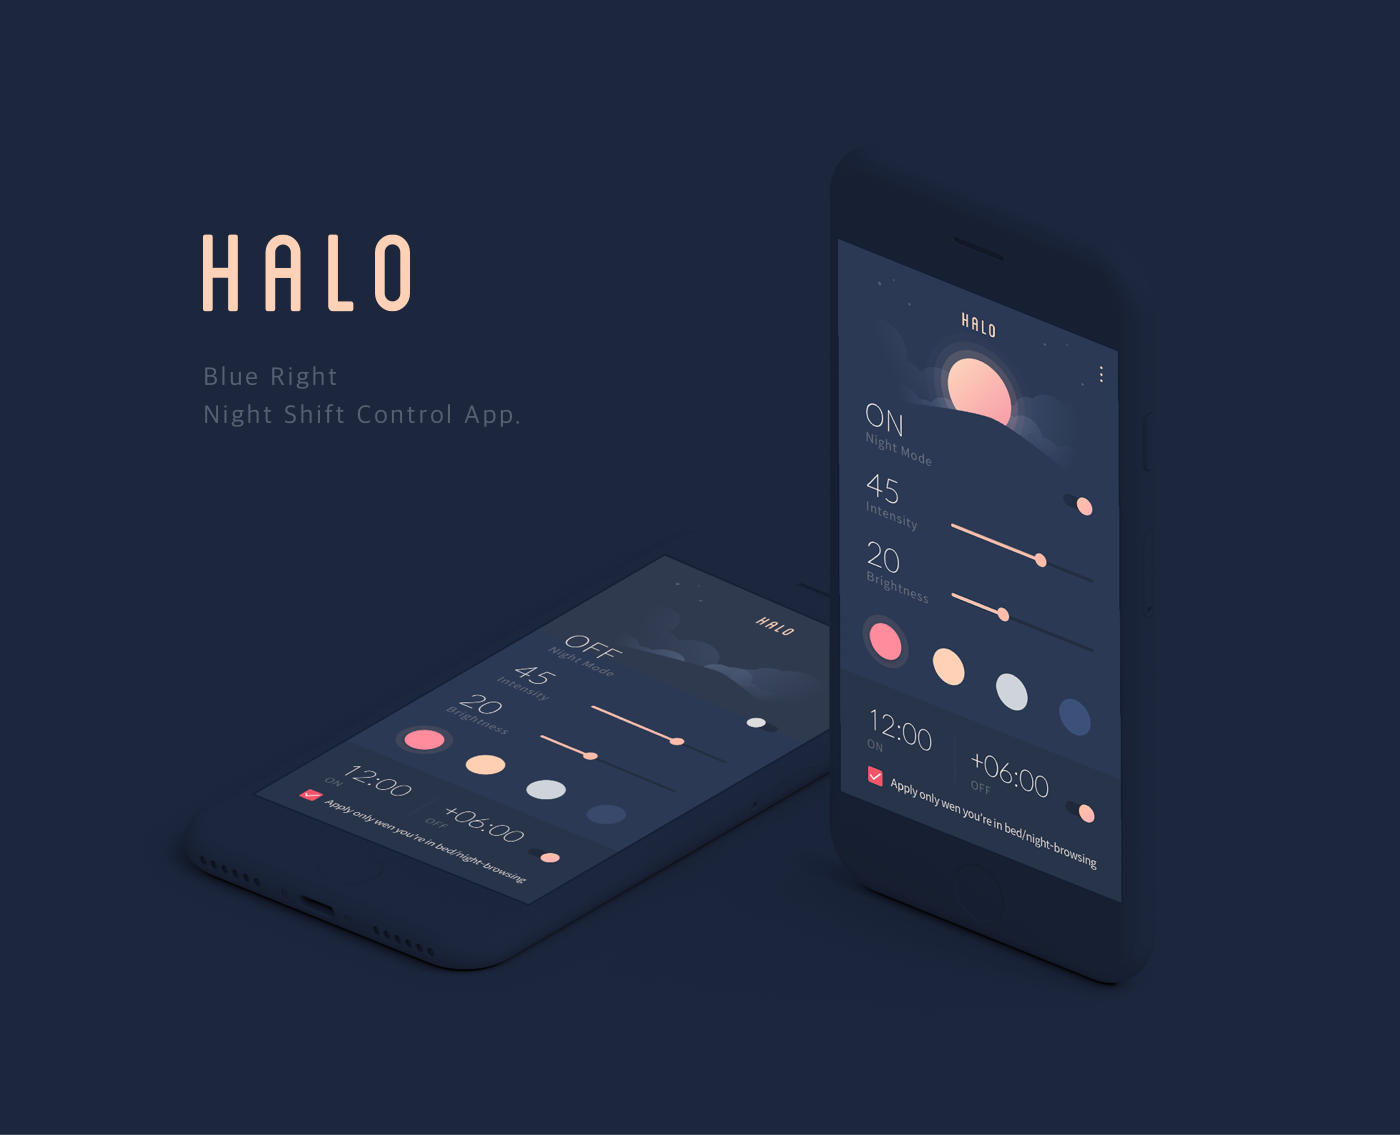 HALO
Blue Right
Night Shift Control App.
HALO
ON
Night Mode
45
Intensity
20
Brightness
12:00
ON
+06:00
OFF
Apply only wen you're in bed/night-browsing
HALO
OFF
Night Mode
45
Intensity
20
Brightness
12:00
ON
+06:00
OFF
Apply only wen you're in bed/night-browsing